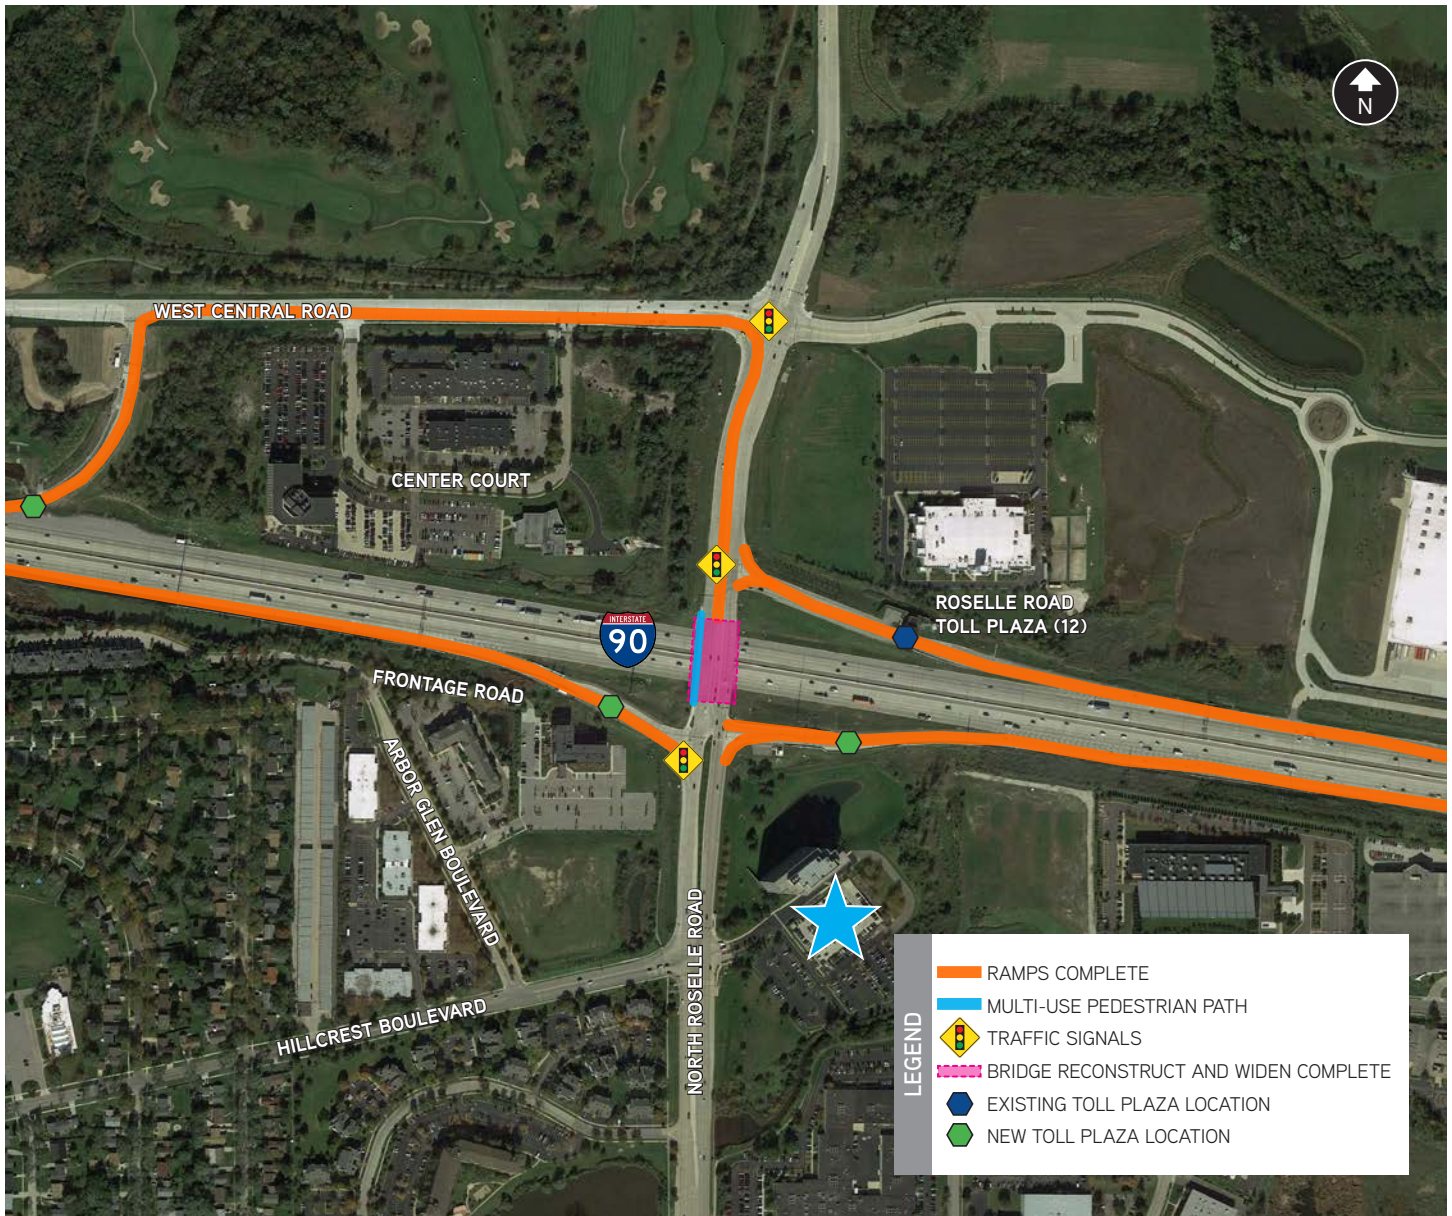 N
WEST CENTRAL ROAD
CENTER COURT
ROSELLE ROAD
TOLL PLAZA (12)
INTERSTATE
90
FRONTAGE ROAD
ARBOR GLEN BOULEVARD
NORTH ROSELLE ROAD
HILLCREST BOULEVARD
LEGEND
RAMPS COMPLETE
MULTI-USE PEDESTRIAN PATH
TRAFFIC SIGNALS
BRIDGE RECONSTRUCT AND WIDEN COMPLETE
EXISTING TOLL PLAZA LOCATION
NEW TOLL PLAZA LOCATION